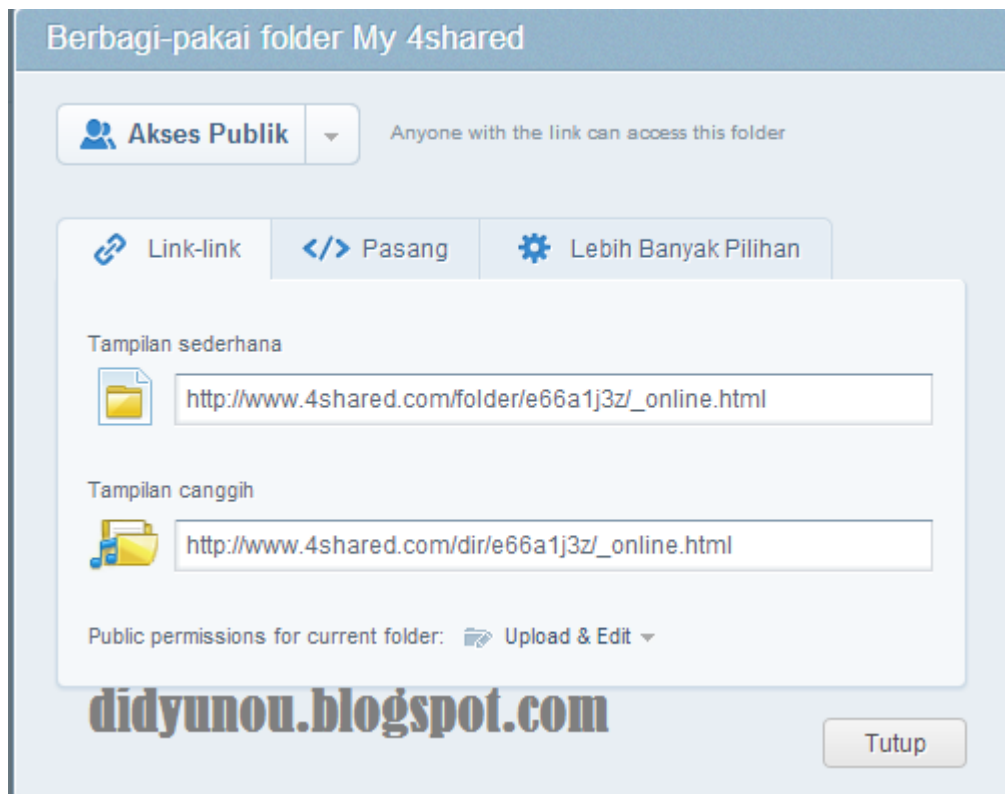 Berbagi-pakai folder My 4shared
Akses Publik
Anyone with the link can access this folder
Link-link
</> Pasang
Lebih Banyak Pilihan
Tampilan sederhana
http://www.4shared.com/folder/e66a1j3z/_online.html
Tampilan canggih
http://www.4shared.com/dir/e66a1j3z/_online.html
Public permissions for current folder: Upload & Edit
didyunou.blogspot.com
Tutup